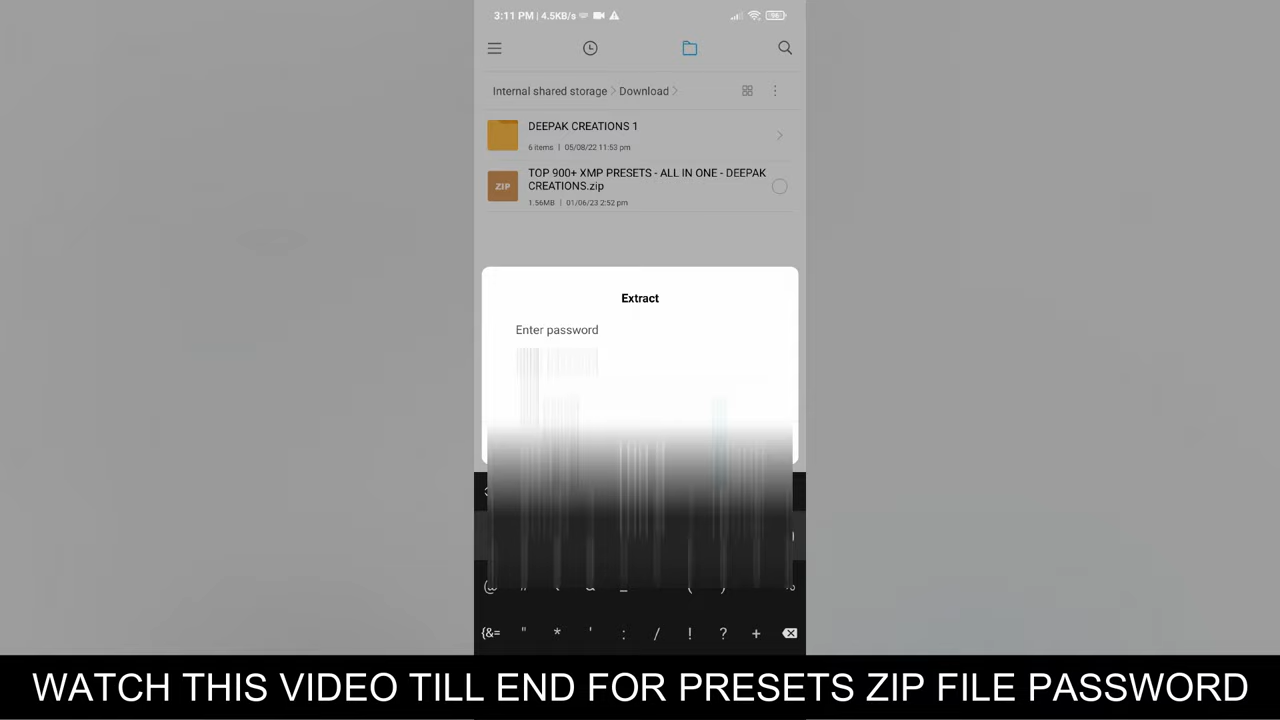 3:11 PM | 4.5KB/s
Internal shared storage > Download >
DEEPAK CREATIONS 1
6 items | 05/08/22 11:53 pm
ZIP
TOP 900+ XMP PRESETS - ALL IN ONE - DEEPAK
CREATIONS.zip
1.56MB | 01/06/23 2:52 pm
Extract
Enter password
{&= " * ' : / ! ? +
WATCH THIS VIDEO TILL END FOR PRESETS ZIP FILE PASSWORD